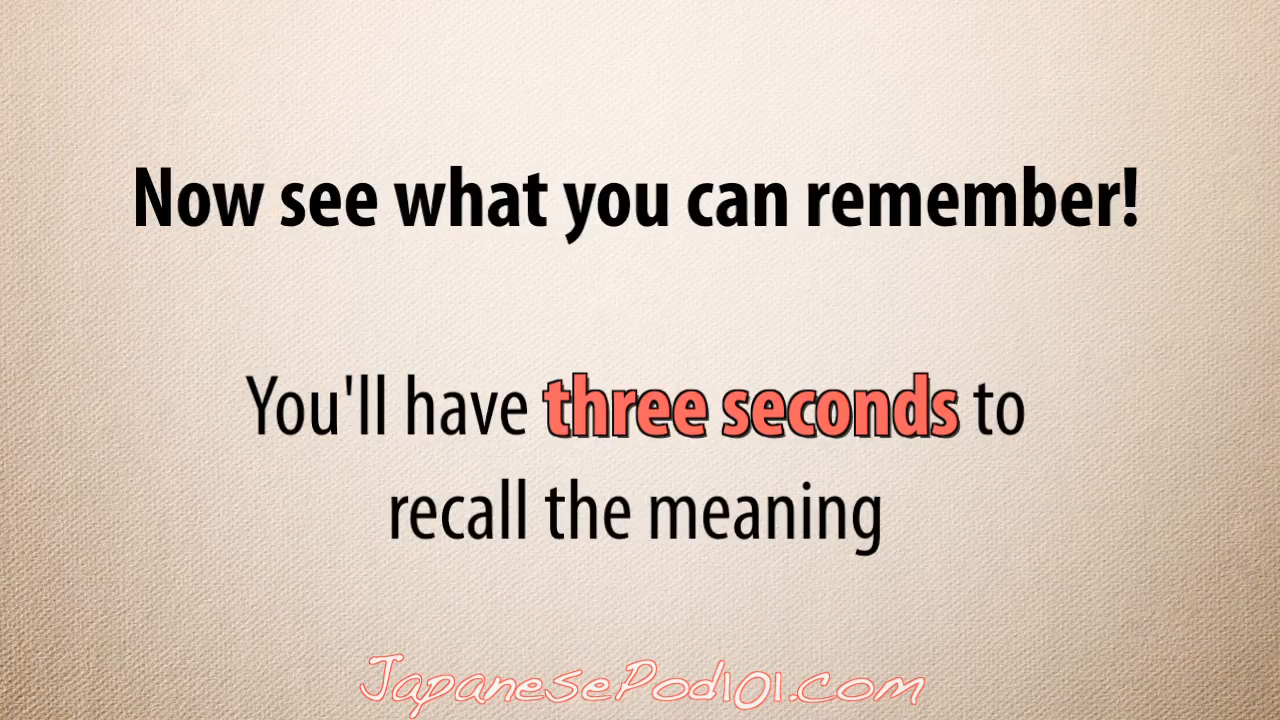 Now see what you can remember!
You'll have three seconds to
recall the meaning
JapanesePod101.com